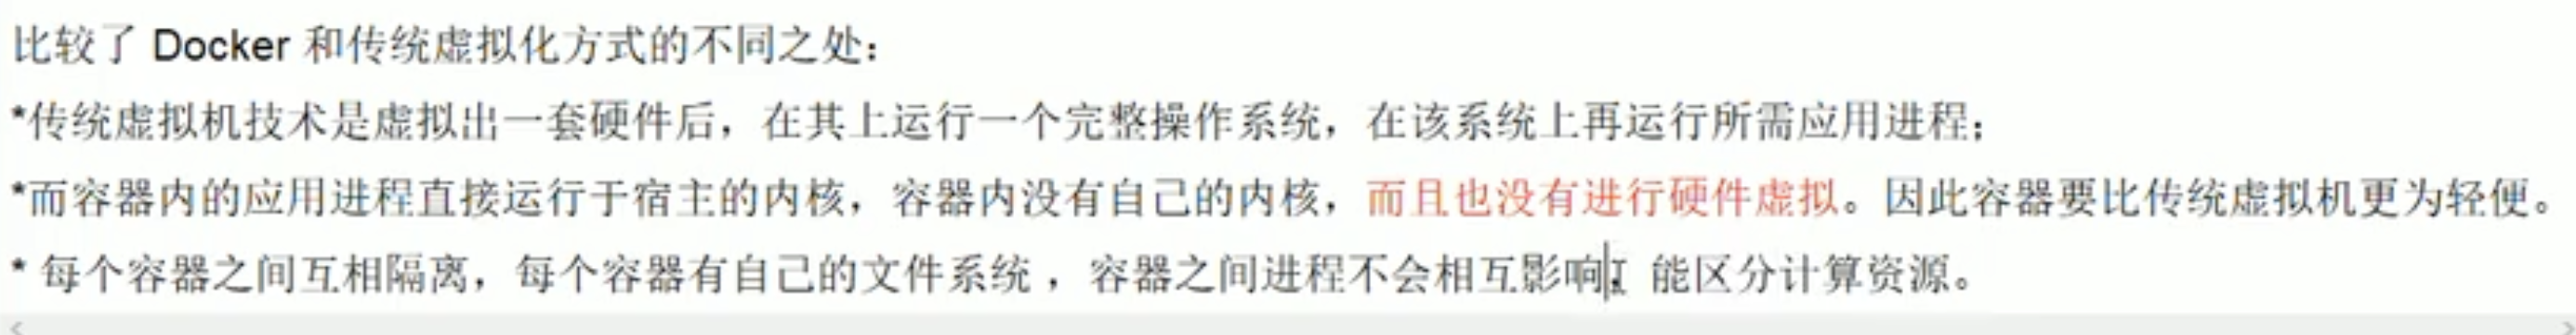 比较了 Docker 和传统虚拟化方式的不同之处：
*传统虚拟机技术是虚拟出一套硬件后，在其上运行一个完整操作系统，在该系统上再运行所需应用进程；
*而容器内的应用进程直接运行于宿主的内核，容器内没有自己的内核，而且也没有进行硬件虚拟。因此容器要比传统虚拟机更为轻便。
* 每个容器之间互相隔离，每个容器有自己的文件系统 ，容器之间进程不会相互影响，能区分计算资源。